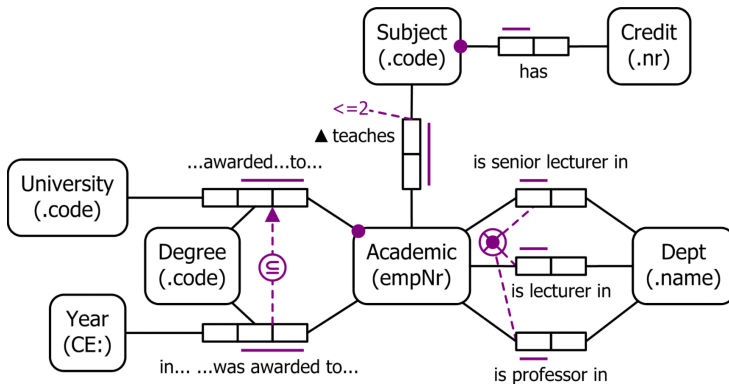 Subject
(.code)
Credit
(.nr)
has
<=2
▲ teaches
...awarded...to...
is senior lecturer in
University
(.code)
Degree
(.code)
⊆
Academic
(empNr)
Dept
(.name)
is lecturer in
Year
(CE:)
in... ...was awarded to...
is professor in